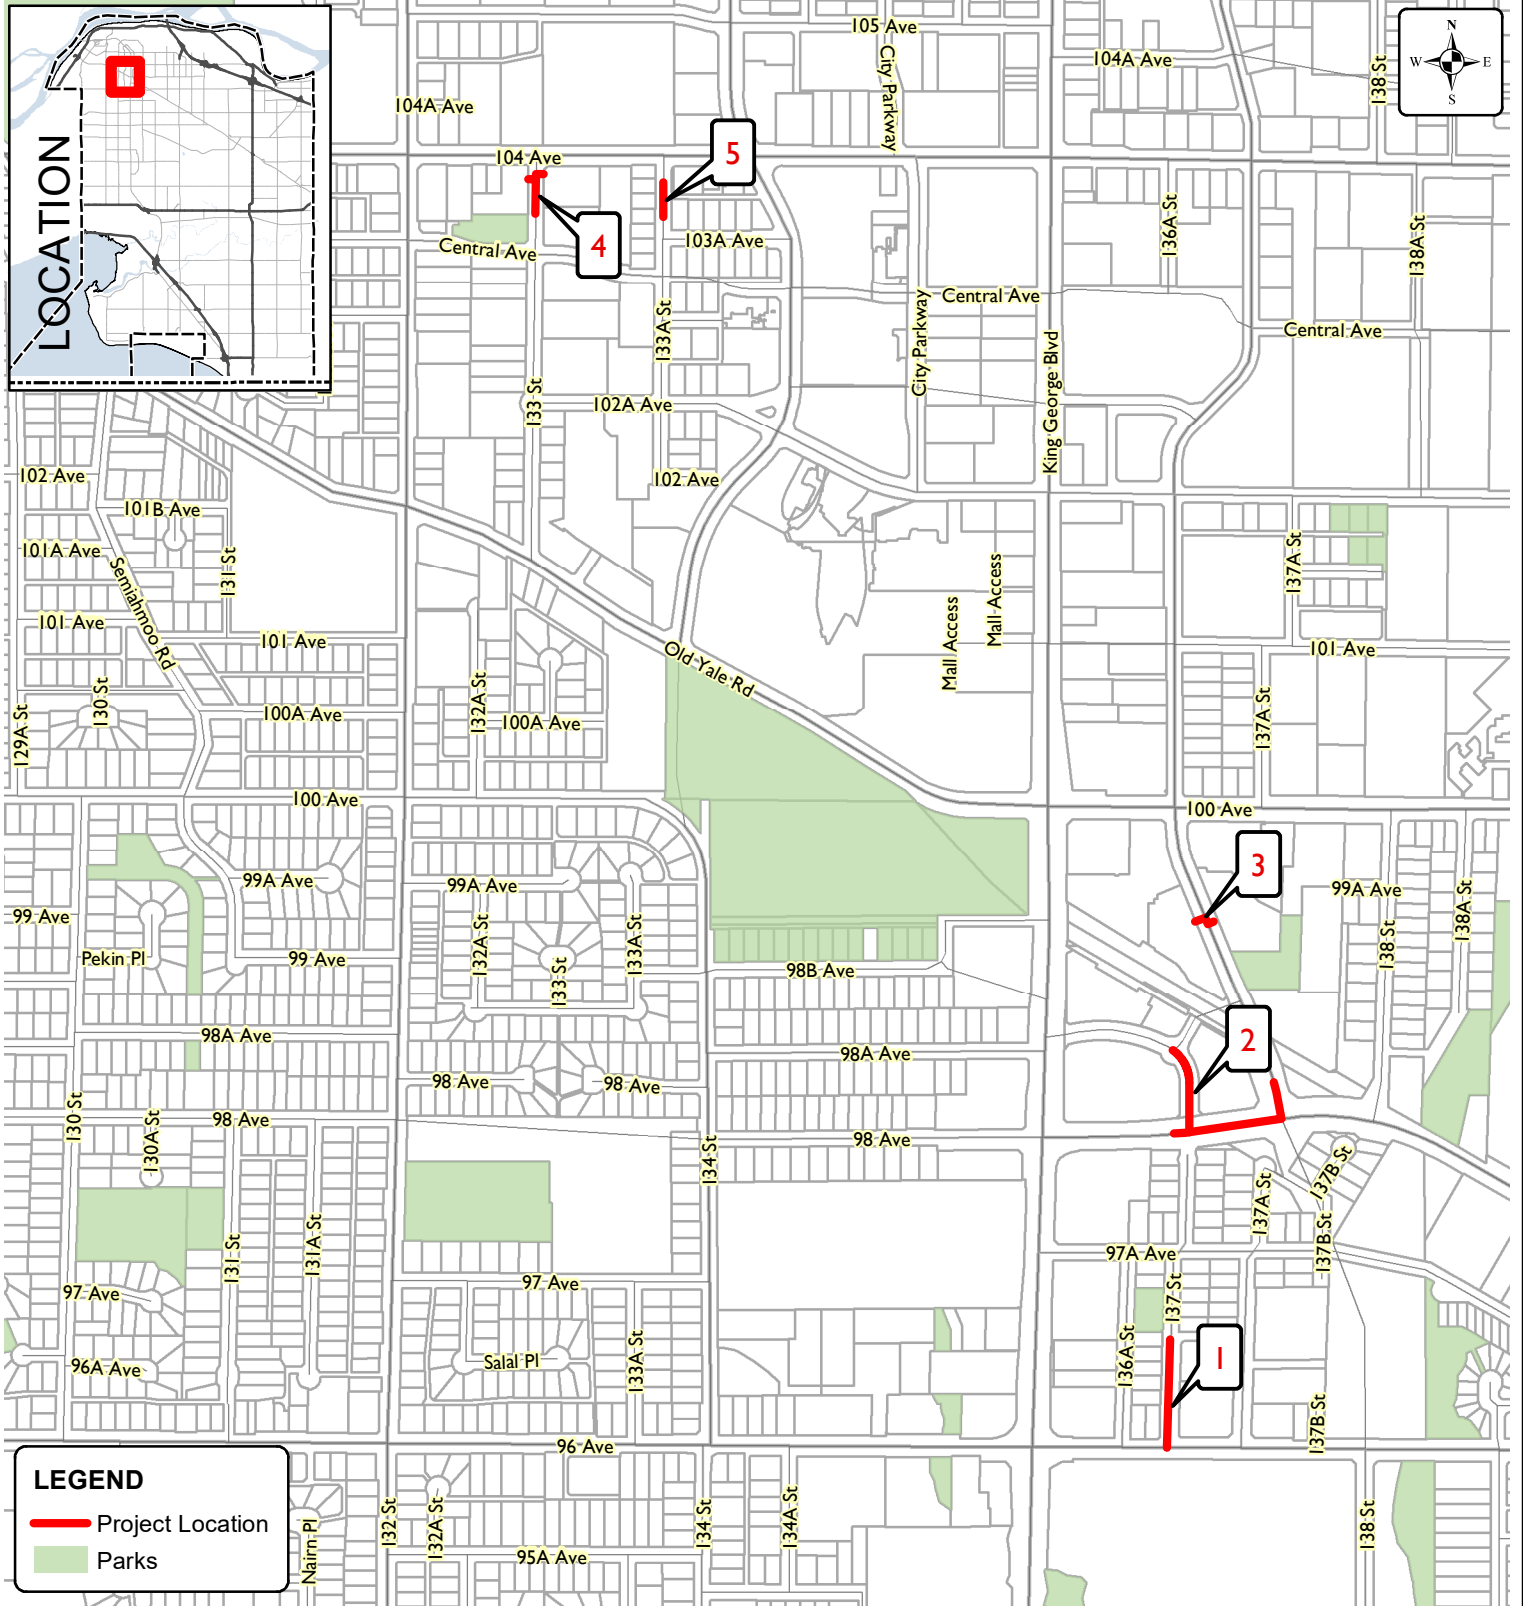 LOCATION
N
W
E
S
105 Ave
City Parkway
104A Ave
138 St
104A Ave
104 Ave
5
4
136A St
138A St
Central Ave
103A Ave
Central Ave
Central Ave
133A St
City Parkway
King George Blvd
133 St
102A Ave
102 Ave
102 Ave
101B Ave
101A Ave
Semiahmoo Rd
131 St
137A St
Mall Access
Mall Access
101 Ave
101 Ave
101 Ave
Old Yale Rd
130 St
129A St
132A St
100A Ave
100A Ave
137A St
100 Ave
100 Ave
3
99A Ave
99A Ave
99A Ave
138A St
99 Ave
132A St
133A St
138 St
Pekin Pl
99 Ave
133 St
98B Ave
98A Ave
2
98A Ave
98 Ave
98 Ave
130 St
130A St
98 Ave
98 Ave
134 St
137B St
137A St
131 St
131A St
137B St
97A Ave
97 Ave
97 Ave
137 St
96A Ave
Salal Pl
133A St
136A St
1
137B St
96 Ave
LEGEND
Project Location
Parks
Nairn Pl
132 St
132A St
134 St
134A St
138 St
95A Ave